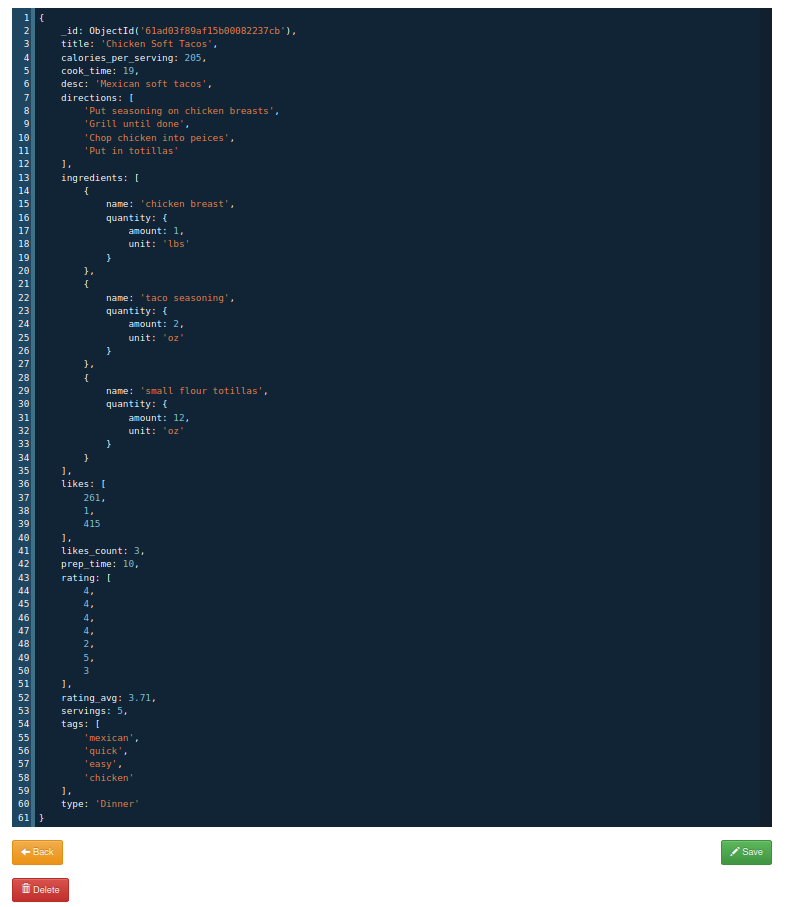 1 {
2     _id: ObjectId('61ad03f89af15b00082237cb'),
3     title: 'Chicken Soft Tacos',
4     calories_per_serving: 205,
5     cook_time: 19,
6     desc: 'Mexican soft tacos',
7     directions: [
8         'Put seasoning on chicken breasts',
9         'Grill until done',
10         'Chop chicken into peices',
11         'Put in totillas'
12     ],
13     ingredients: [
14         {
15             name: 'chicken breast',
16             quantity: {
17                 amount: 1,
18                 unit: 'lbs'
19             }
20         },
21         {
22             name: 'taco seasoning',
23             quantity: {
24                 amount: 2,
25                 unit: 'oz'
26             }
27         },
28         {
29             name: 'small flour totillas',
30             quantity: {
31                 amount: 12,
32                 unit: 'oz'
33             }
34         }
35     ],
36     likes: [
37         261,
38         1,
39         415
40     ],
41     likes_count: 3,
42     prep_time: 10,
43     rating: [
44         4,
45         4,
46         4,
47         4,
48         2,
49         5,
50         3
51     ],
52     rating_avg: 3.71,
53     servings: 5,
54     tags: [
55         'mexican',
56         'quick',
57         'easy',
58         'chicken'
59     ],
60     type: 'Dinner'
61 }
Back Save
Delete